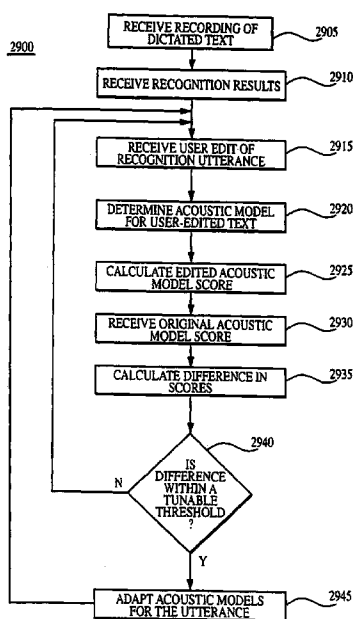 2900
RECEIVE RECORDING OF
DICTATED TEXT
2905
RECEIVE RECOGNITION RESULTS
2910
RECEIVE USER EDIT OF
RECOGNITION UTTERANCE
2915
DETERMINE ACOUSTIC MODEL
FOR USER-EDITED TEXT
2920
CALCULATE EDITED ACOUSTIC
MODEL SCORE
2925
RECEIVE ORIGINAL ACOUSTIC
MODEL SCORE
2930
CALCULATE DIFFERENCE IN
SCORES
2935
2940
IS
DIFFERENCE
WITHIN A
TUNABLE
THRESHOLD
?
N
Y
ADAPT ACOUSTIC MODELS
FOR THE UTTERANCE
2945